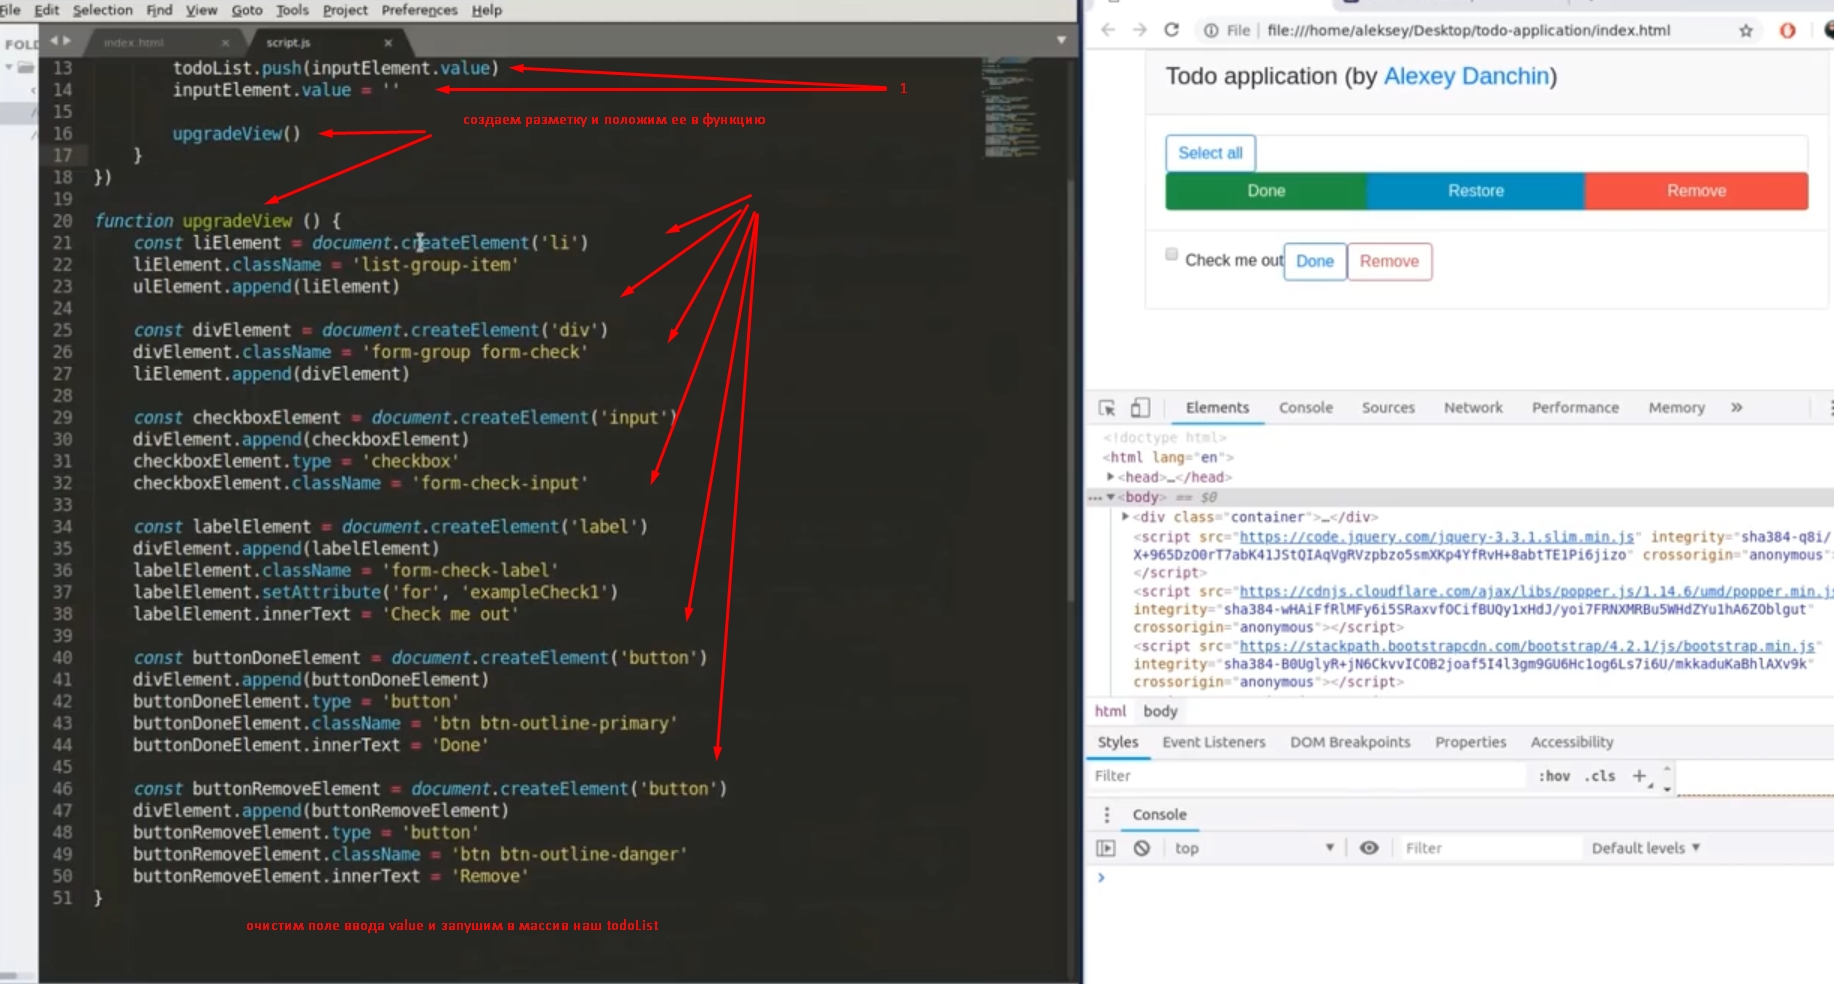 File Edit Selection Find View Goto Tools Project Preferences Help
FOLD
index.html
script.js
13 todoList.push(inputElement.value)
14 inputElement.value = ''
1
15
создаем разметку и положим ее в функцию
16 upgradeView()
17 }
18 })
19
20 function upgradeView () {
21 const liElement = document.createElement('li')
22 liElement.className = 'list-group-item'
23 ulElement.append(liElement)
24
25 const divElement = document.createElement('div')
26 divElement.className = 'form-group form-check'
27 liElement.append(divElement)
28
29 const checkboxElement = document.createElement('input')
30 divElement.append(checkboxElement)
31 checkboxElement.type = 'checkbox'
32 checkboxElement.className = 'form-check-input'
33
34 const labelElement = document.createElement('label')
35 divElement.append(labelElement)
36 labelElement.className = 'form-check-label'
37 labelElement.setAttribute('for', 'exampleCheck1')
38 labelElement.innerText = 'Check me out'
39
40 const buttonDoneElement = document.createElement('button')
41 divElement.append(buttonDoneElement)
42 buttonDoneElement.type = 'button'
43 buttonDoneElement.className = 'btn btn-outline-primary'
44 buttonDoneElement.innerText = 'Done'
45
46 const buttonRemoveElement = document.createElement('button')
47 divElement.append(buttonRemoveElement)
48 buttonRemoveElement.type = 'button'
49 buttonRemoveElement.className = 'btn btn-outline-danger'
50 buttonRemoveElement.innerText = 'Remove'
51 }
очистим поле ввода value и запушим в массив наш todoList
File file:///home/aleksey/Desktop/todo-application/index.html
Todo application (by Alexey Danchin)
Select all
Done Restore Remove
Check me out Done Remove
Elements Console Sources Network Performance Memory »
<!doctype html>
<html lang="en">
<head>…</head>
<body> == $0
<div class="container">…</div>
<script src="https://code.jquery.com/jquery-3.3.1.slim.min.js" integrity="sha384-q8i/
X+965DzO0rT7abK41JStQIAqVgRVzpbzo5smXKp4YfRvH+8abtTE1Pi6jizo" crossorigin="anonymous">
</script>
<script src="https://cdnjs.cloudflare.com/ajax/libs/popper.js/1.14.6/umd/popper.min.js
integrity="sha384-wHAiFfRlMFy6i5SRaxvfOCifBUQy1xHdJ/yoi7FRNXMRBu5WHdZYu1hA6ZOblgut"
crossorigin="anonymous"></script>
<script src="https://stackpath.bootstrapcdn.com/bootstrap/4.2.1/js/bootstrap.min.js"
integrity="sha384-B0UglyR+jN6CkvvICOB2joaf5I4l3gm9GU6Hc1og6Ls7i6U/mkkaduKaBhlAXv9k"
crossorigin="anonymous"></script>
html body
Styles Event Listeners DOM Breakpoints Properties Accessibility
Filter :hov .cls +
Console
top Filter Default levels